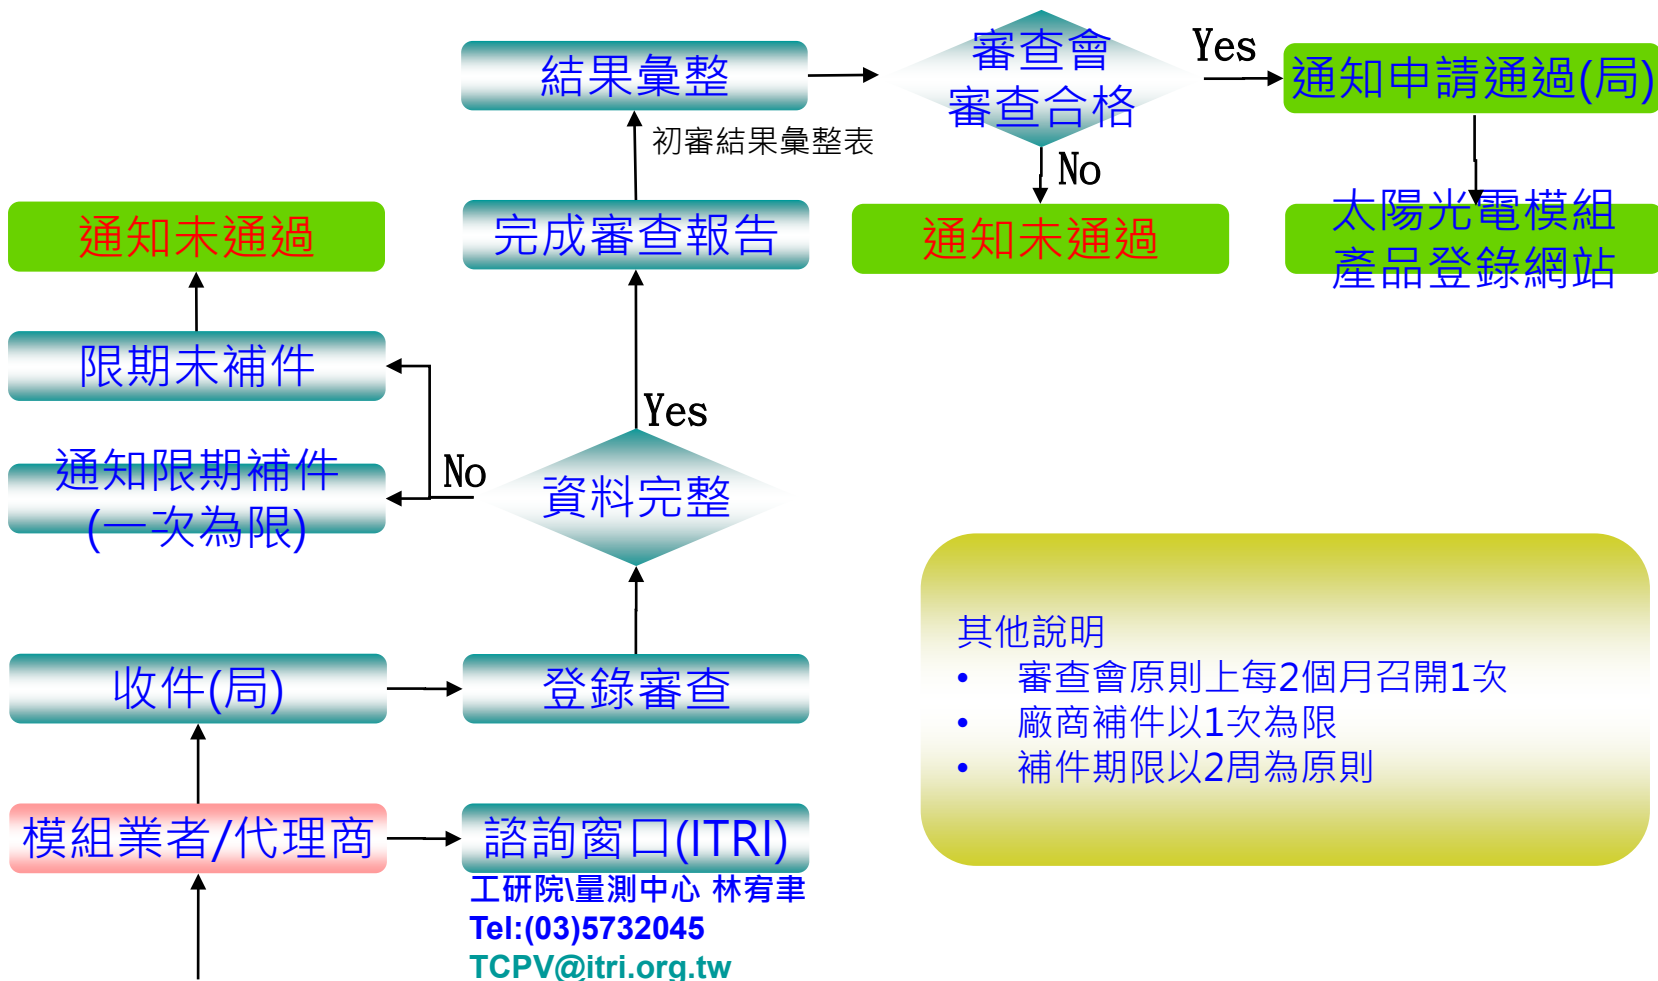 結果彙整
審查會
審查合格
Yes
通知申請通過(局)
初審結果彙整表
No
通知未通過
完成審查報告
通知未通過
太陽光電模組
產品登錄網站
限期未補件
Yes
通知限期補件
(一次為限)
No
資料完整
收件(局)
登錄審查
其他說明
• 審查會原則上每2個月召開1次
• 廠商補件以1次為限
• 補件期限以2周為原則
模組業者/代理商
諮詢窗口(ITRI)
工研院\量測中心 林宥聿
Tel:(03)5732045
TCPV@itri.org.tw